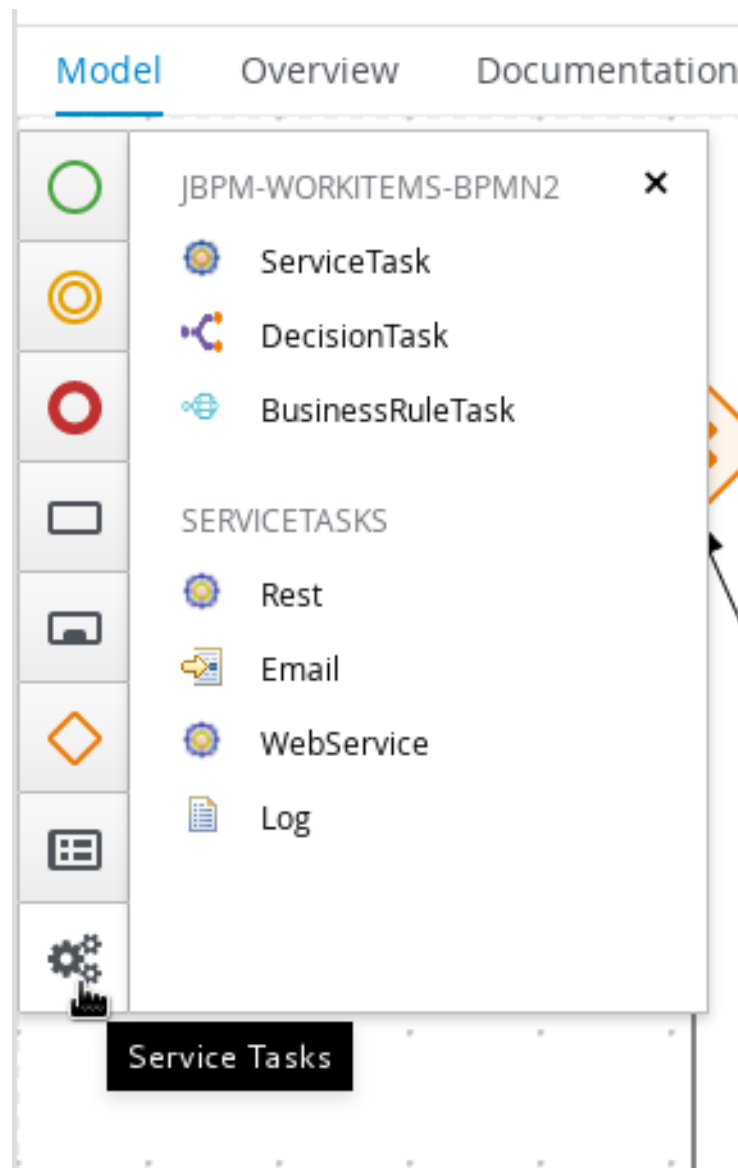 Model Overview Documentation
JBPM-WORKITEMS-BPMN2
ServiceTask
DecisionTask
BusinessRuleTask
SERVICETASKS
Rest
Email
WebService
Log
Service Tasks